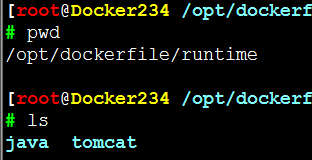 [root@Docker234 /opt/dockerf
# pwd
/opt/dockerfile/runtime
[root@Docker234 /opt/dockerf
# ls
java  tomcat